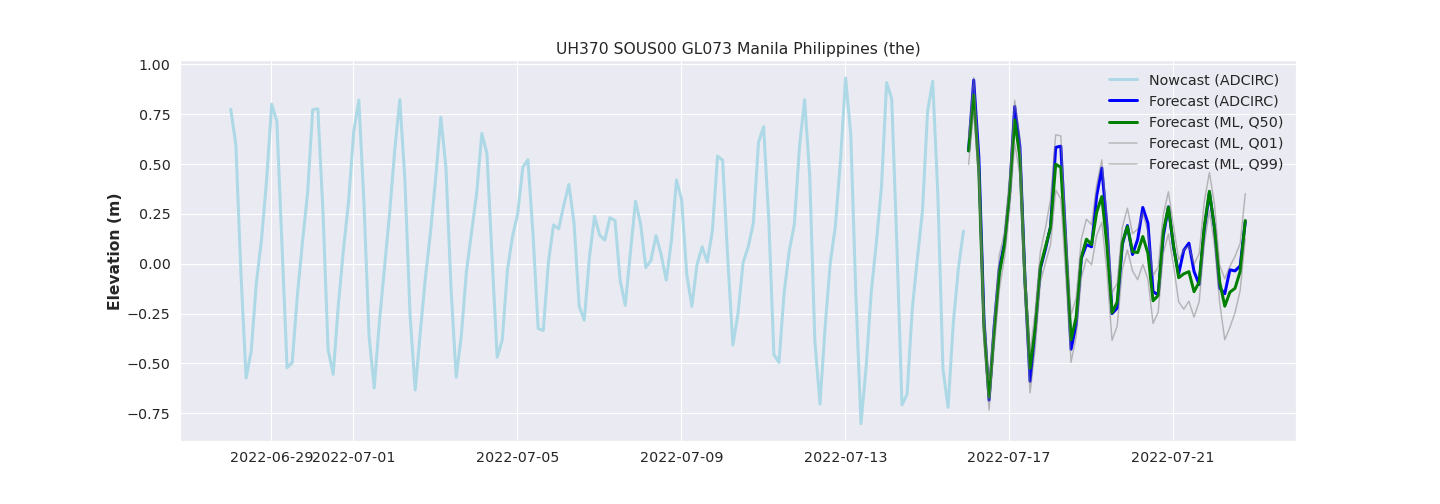 UH370 SOUS00 GL073 Manila Philippines (the)
1.00
0.75
0.50
0.25
0.00
−0.25
−0.50
−0.75
Elevation (m)
Nowcast (ADCIRC)
Forecast (ADCIRC)
Forecast (ML, Q50)
Forecast (ML, Q01)
Forecast (ML, Q99)
2022-06-29 2022-07-01 2022-07-05 2022-07-09 2022-07-13 2022-07-17 2022-07-21